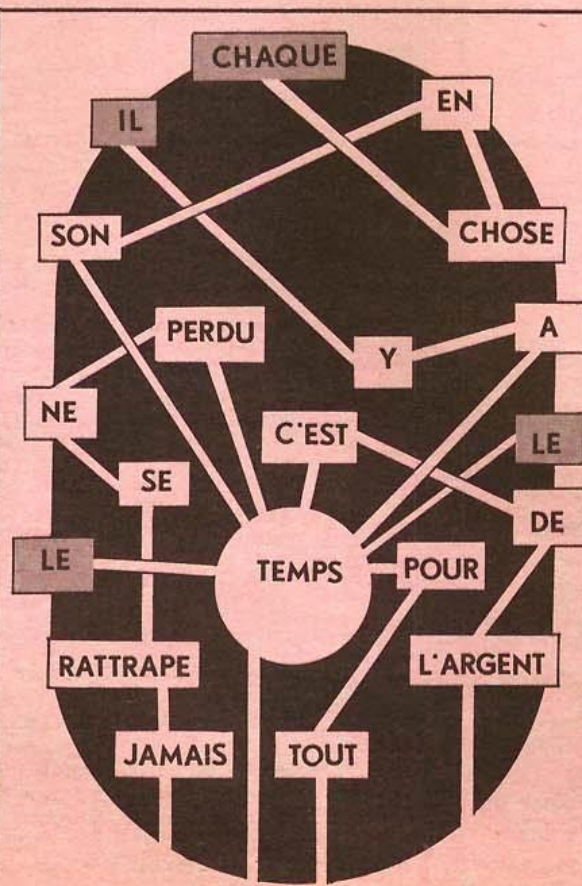 CHAQUE
EN
IL
SON
CHOSE
A
PERDU
Y
NE
C'EST
LE
SE
DE
LE
TEMPS
POUR
RATTRAPE
L'ARGENT
JAMAIS
TOUT